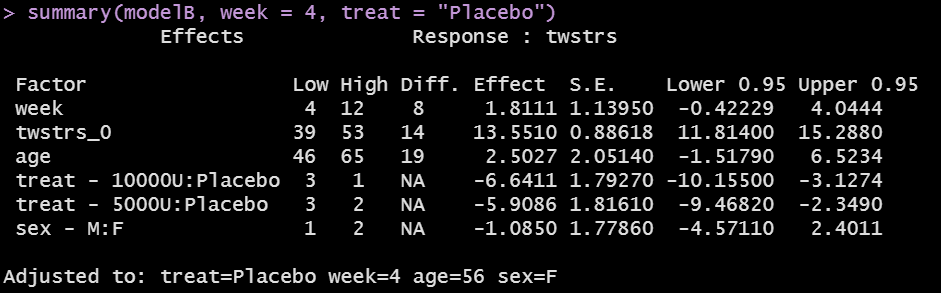 > summary(modelB, week = 4, treat = "Placebo")
Effects Response : twstrs
Factor Low High Diff. Effect S.E. Lower 0.95 Upper 0.95
week 4 12 8 1.8111 1.13950 -0.42229 4.0444
twstrs_0 39 53 14 13.5510 0.88618 11.81400 15.2880
age 46 65 19 2.5027 2.05140 -1.51790 6.5234
treat - 10000U:Placebo 3 1 NA -6.6411 1.79270 -10.15500 -3.1274
treat - 5000U:Placebo 3 2 NA -5.9086 1.81610 -9.46820 -2.3490
sex - M:F 1 2 NA -1.0850 1.77860 -4.57110 2.4011
Adjusted to: treat=Placebo week=4 age=56 sex=F